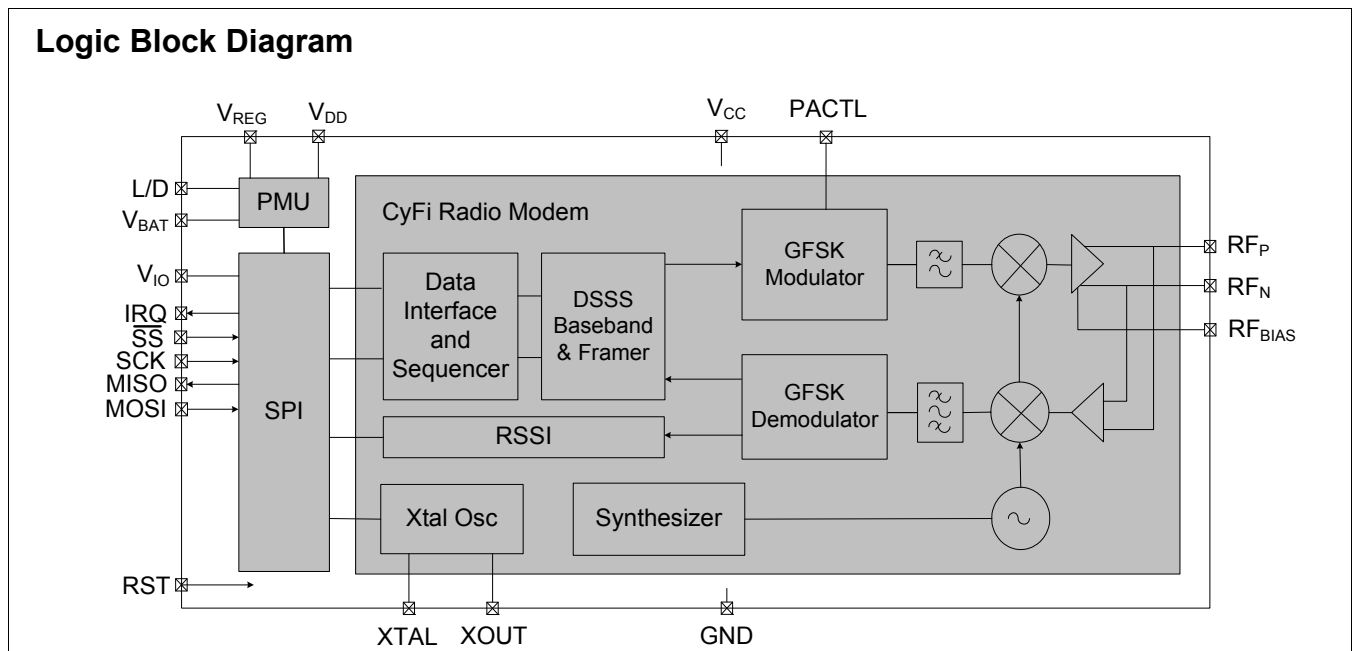 Logic Block Diagram
VREG
VDD
VCC
PACTL
L/D
VBAT
PMU
CyFi Radio Modem
VIO
IRQ
SS
SCK
MISO
MOSI
SPI
Data
Interface
and
Sequencer
DSSS
Baseband
& Framer
GFSK
Modulator
RFP
RFN
RFBIAS
GFSK
Demodulator
RSSI
Xtal Osc
Synthesizer
RST
XTAL
XOUT
GND